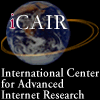 iCAIR
International Center
for Advanced
Internet Research